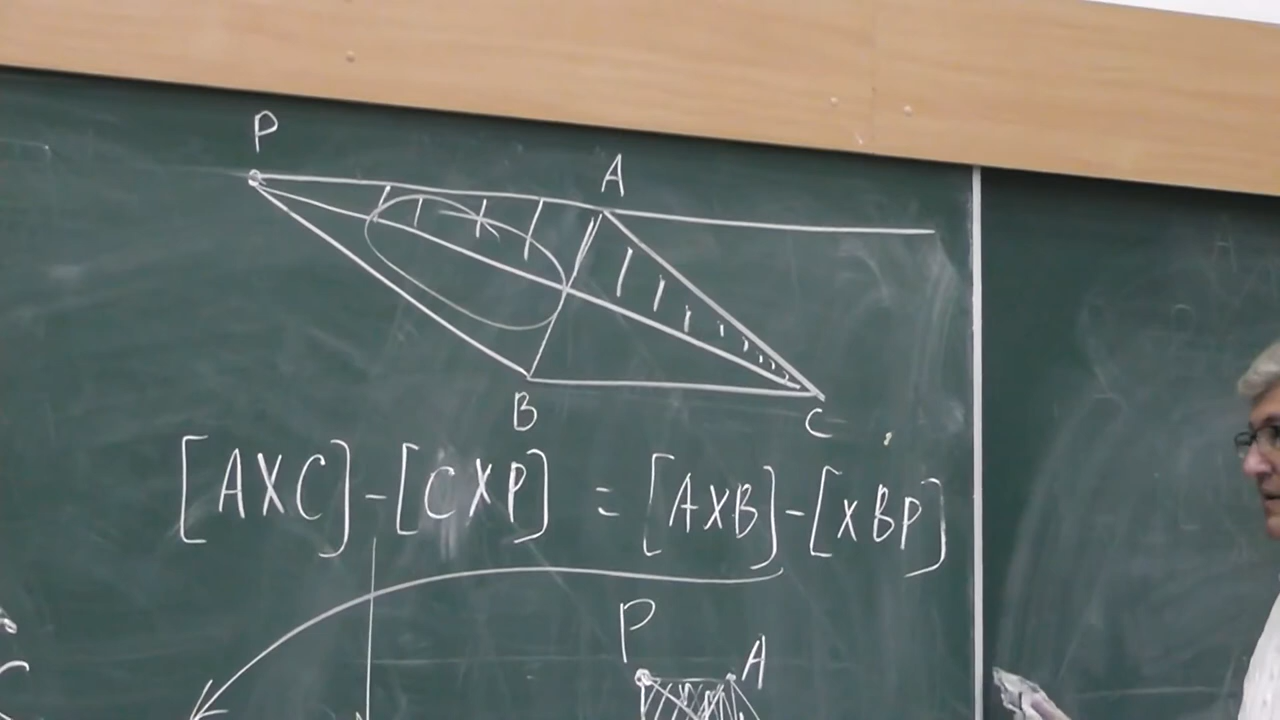 P
A
B
C
[AXC] - [CXP] = [AXB] - [XBP]
P
A